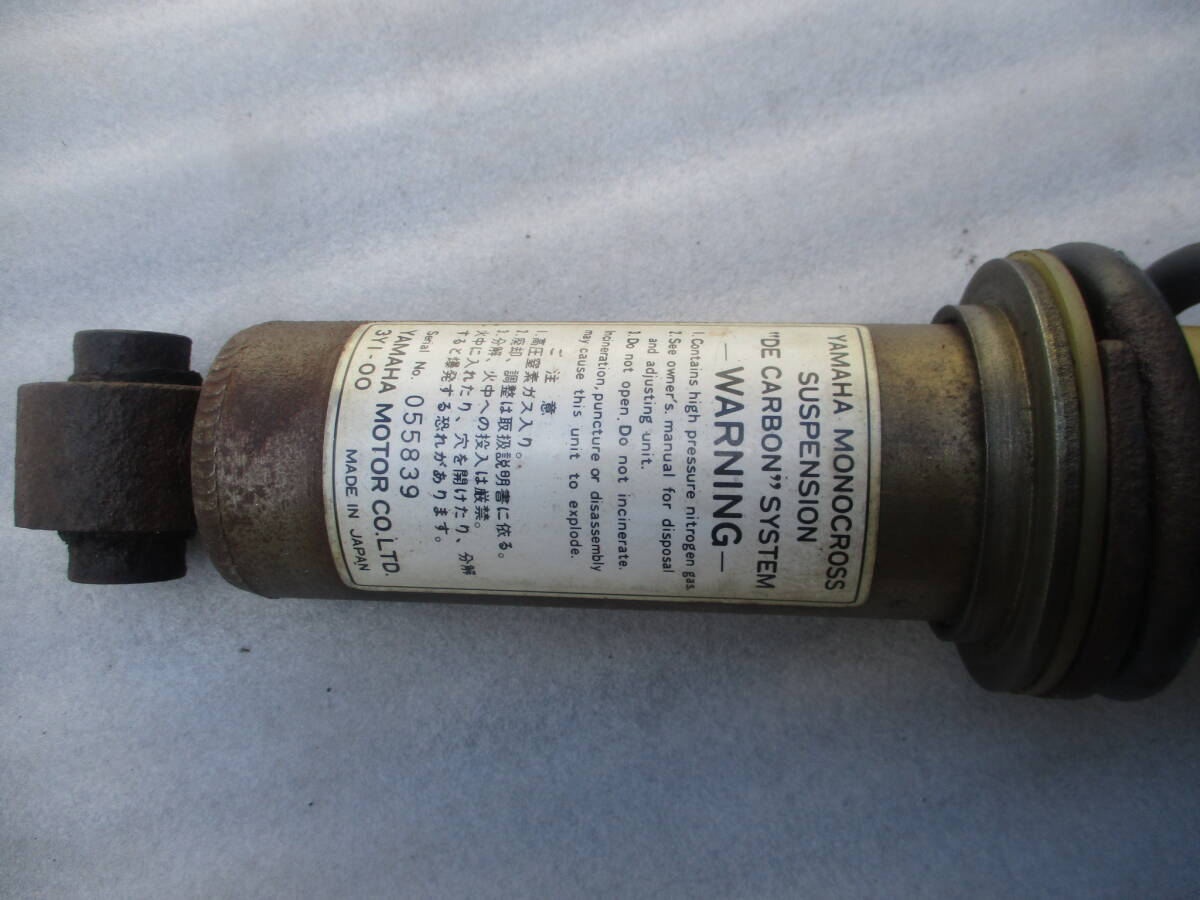 YAMAHA MONOCROSS
SUSPENSION
"DE CARBON" SYSTEM
— WARNING —
1.Contains high pressure nitrogen gas.
2.See owner's. manual for disposal
and adjusting unit.
3.Do not open. Do not incinerate.
Incineration, puncture or disassembly
may cause this unit to explode.
ご 注 意
1.高圧窒素ガス入り。
2.廃却、調整は取扱説明書に依る。
3.分解、火中への投入は厳禁。
火中に入れたり、穴を開けたり、分解
すると爆発する恐れがあります。
Serial No. 055839
YAMAHA MOTOR CO.LTD.
3Y1-00 MADE IN JAPAN